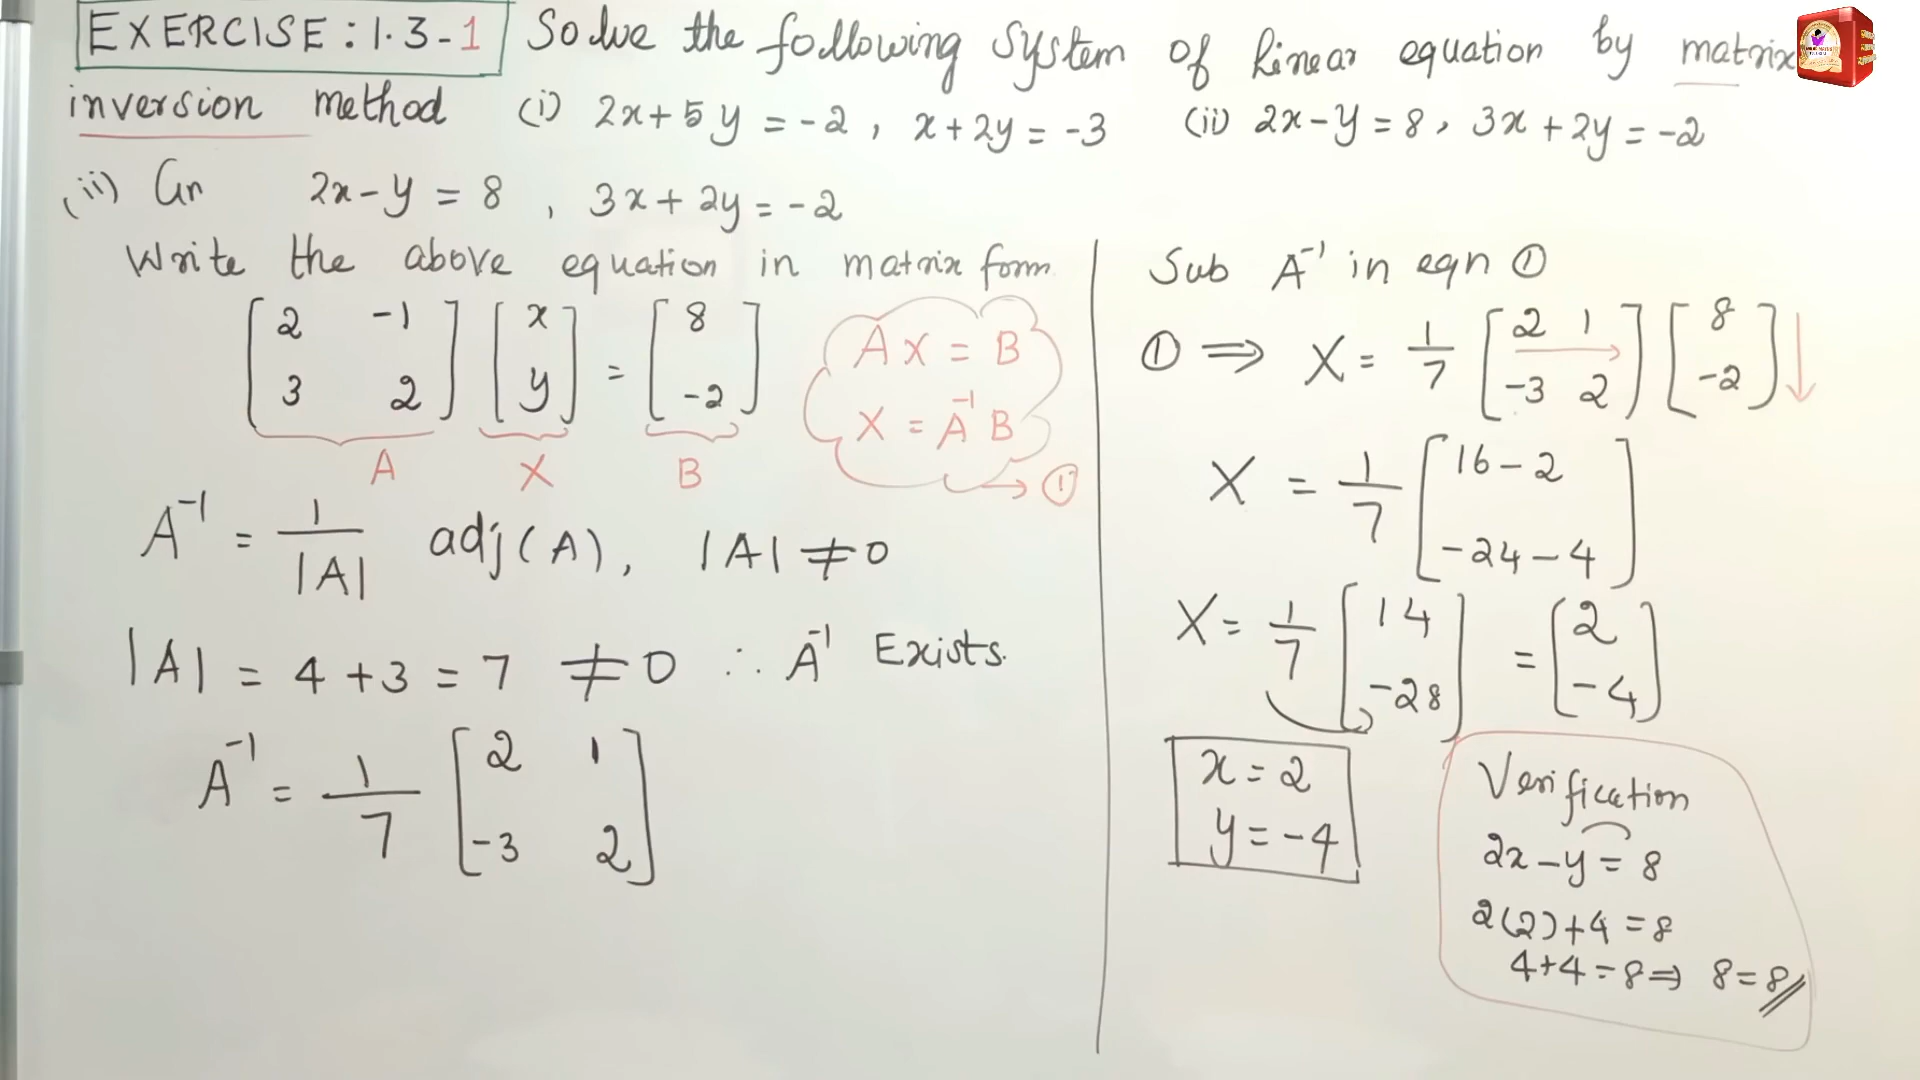 EXERCISE : 1.3-1 Solve the following system of linear equation by matrix
inversion method (i) 2x+5y = -2, x+2y = -3 (ii) 2x-y = 8, 3x+2y = -2
(ii) Gn 2x-y = 8, 3x+2y = -2
Write the above equation in matrix form
[2 -1
3 2] [x
y] = [8
-2]
A X B
AX = B
X = A⁻¹B → ①
A⁻¹ = 1/|A| adj(A), |A| ≠ 0
|A| = 4+3 = 7 ≠ 0 ∴ A⁻¹ Exists.
A⁻¹ = 1/7 [2 1
-3 2]
Sub A⁻¹ in eqn ①
① ⇒ X = 1/7 [2 1
-3 2] [8
-2]
X = 1/7 [16-2
-24-4]
X = 1/7 [14
-28] = [2
-4]
x = 2
y = -4
Verification
2x-y = 8
2(2)+4 = 8
4+4 = 8 ⇒ 8 = 8